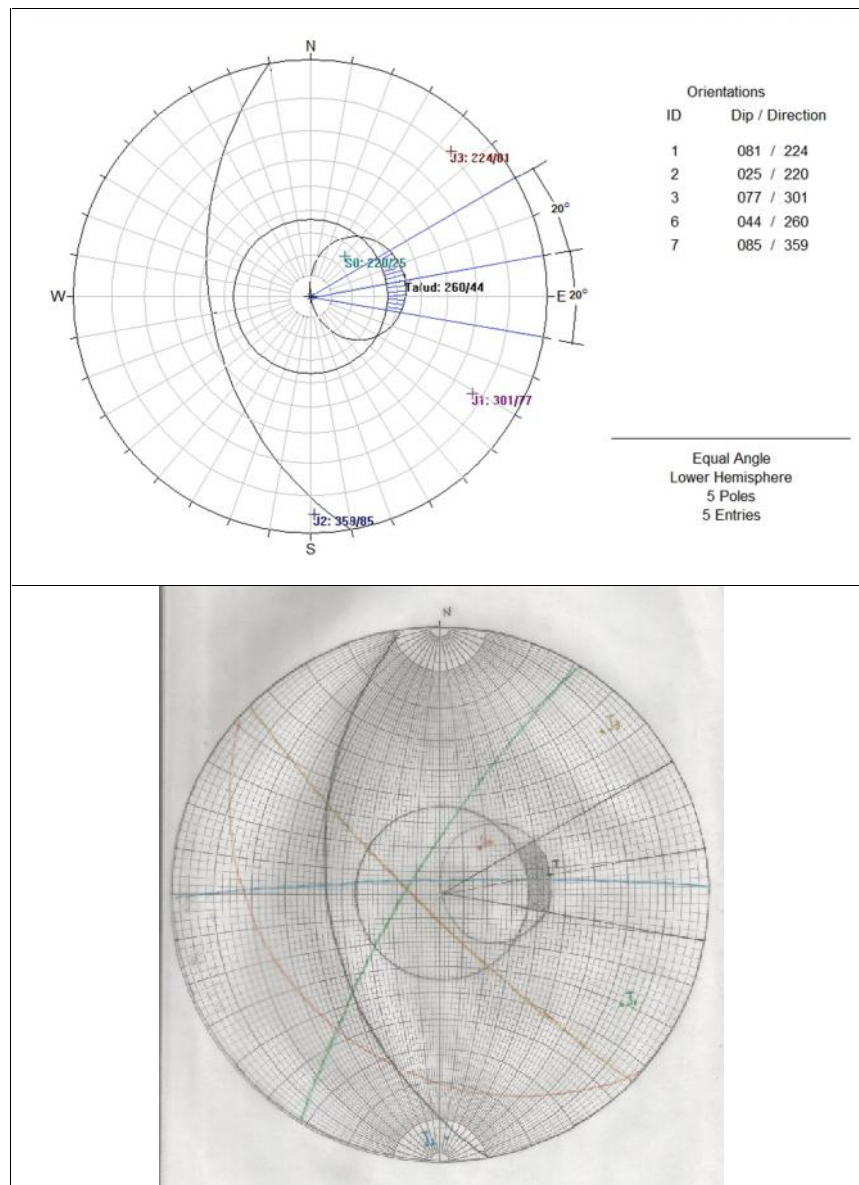 N
Orientations
ID Dip / Direction
1 081 / 224
2 025 / 220
3 077 / 301
6 044 / 260
7 085 / 359
J3: 224/81
20°
S0: 220/25
Talud: 260/44
W
E
20°
J1: 301/77
J2: 359/85
S
Equal Angle
Lower Hemisphere
5 Poles
5 Entries
N
J3
T